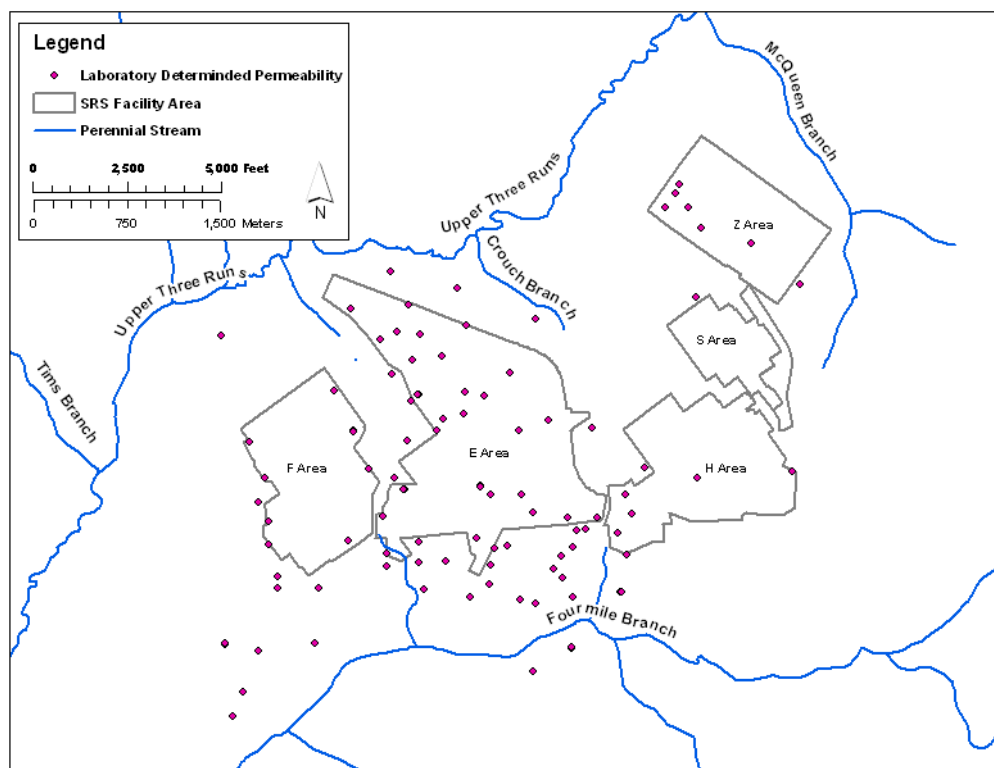 Legend
Laboratory Determinded Permeability
SRS Facility Area
Perennial Stream
0 2,500 5,000 Feet
0 750 1,500 Meters
N
McQueen Branch
Upper Three Runs
Z Area
Crouch Branch
Upper Three Runs
S Area
Tims Branch
F Area
E Area
H Area
Fourmile Branch